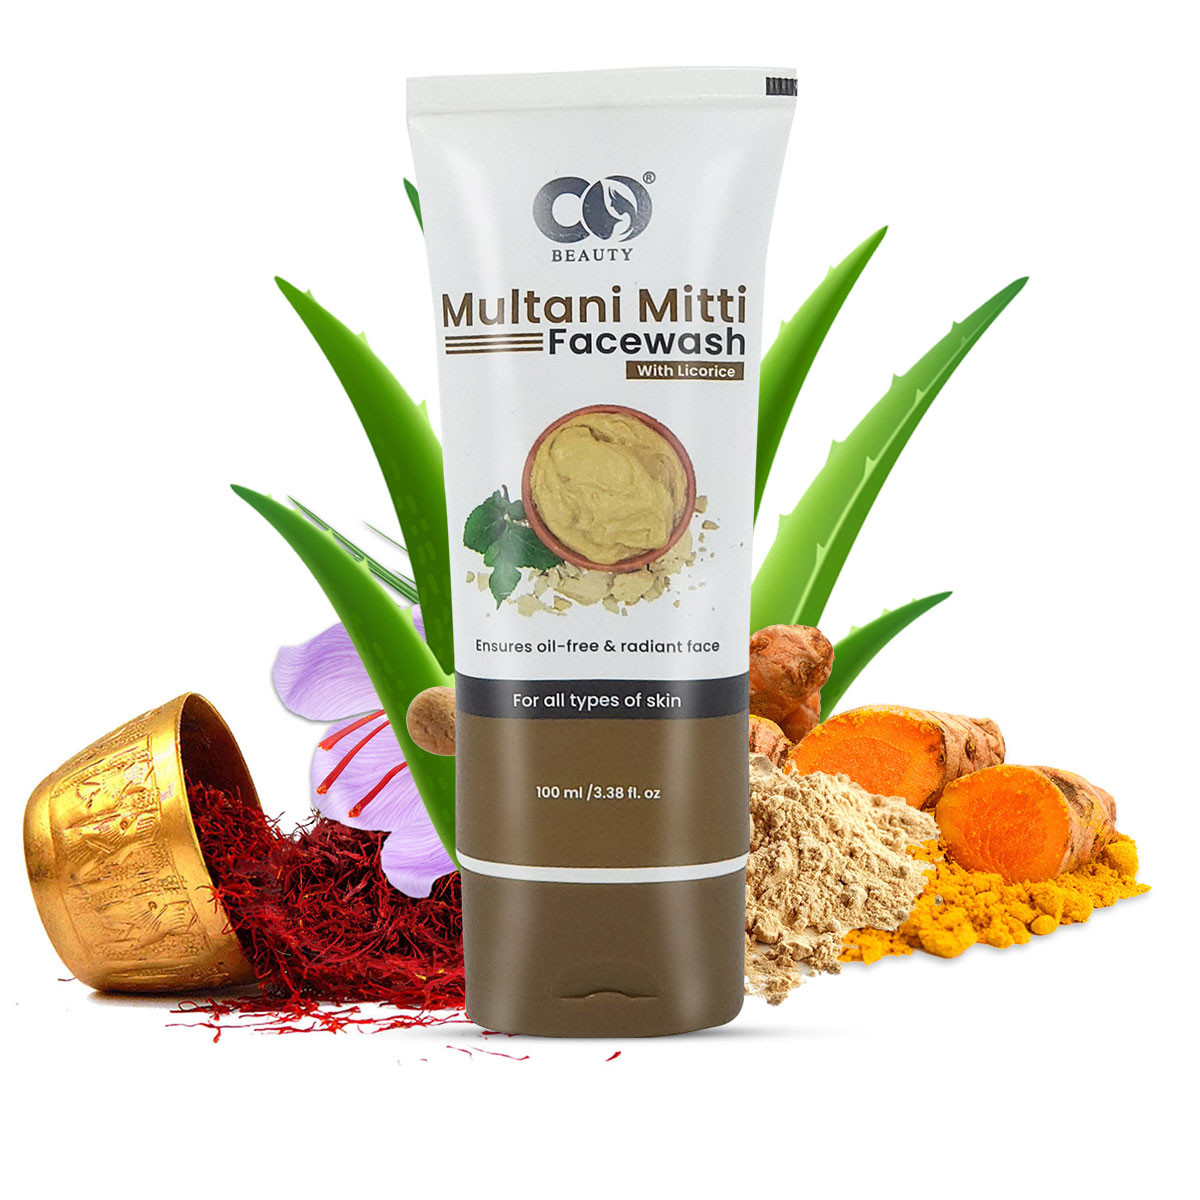 CO®
BEAUTY
Multani Mitti
Facewash
With Licorice
Ensures oil-free & radiant face
For all types of skin
100 ml /3.38 fl. oz